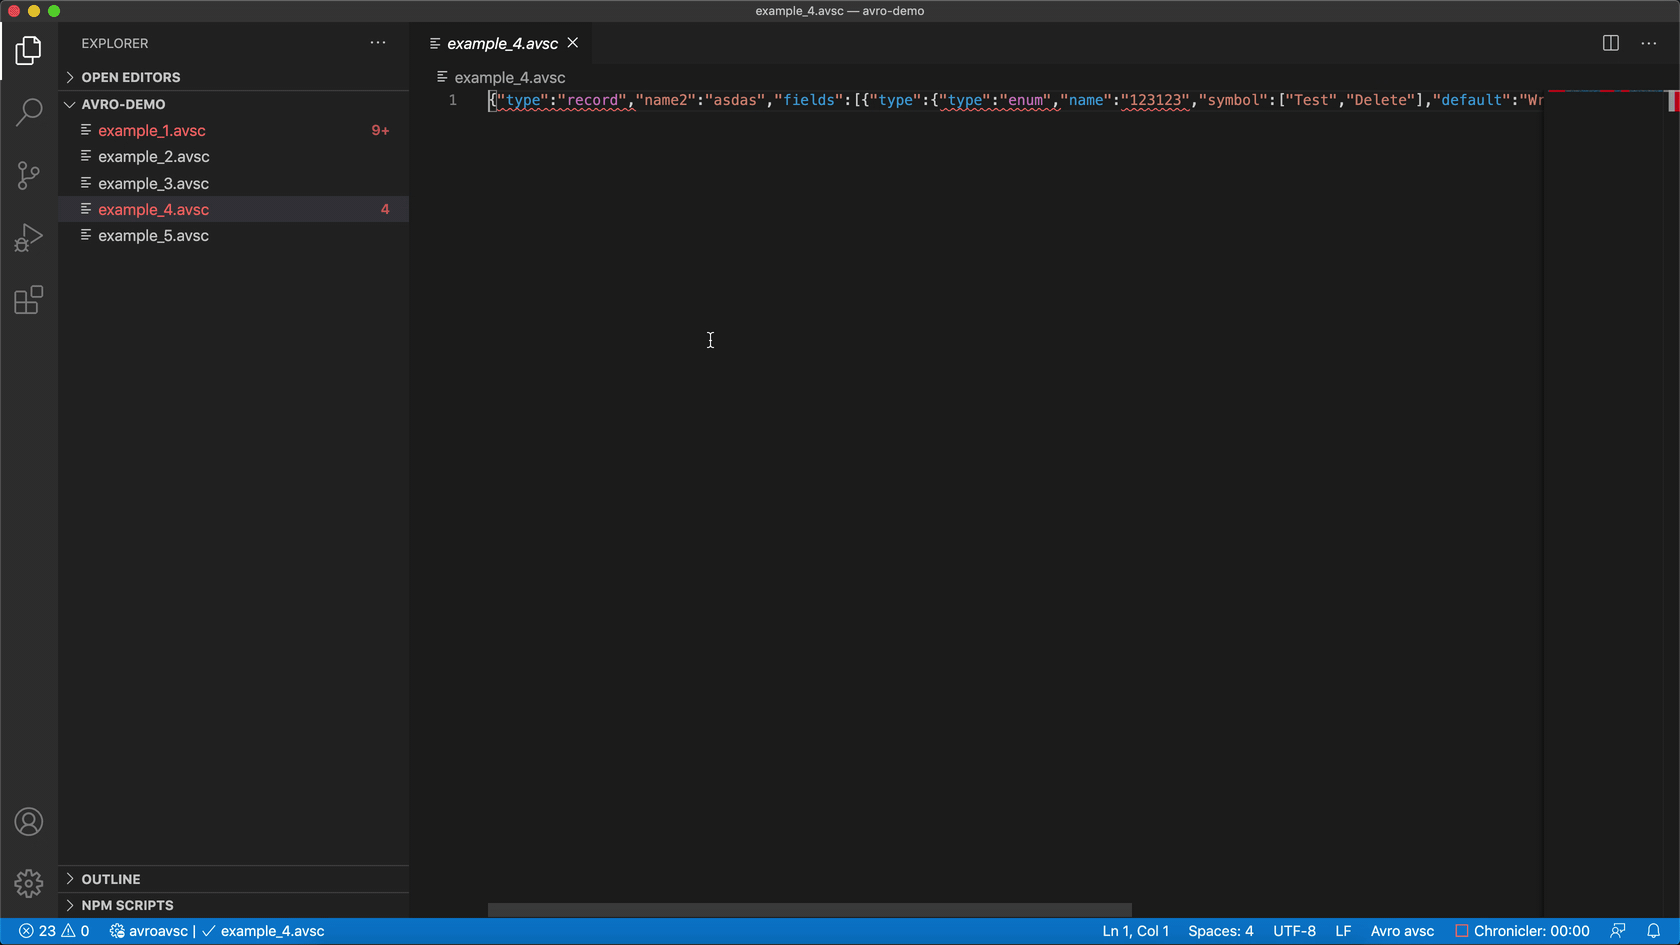 example_4.avsc — avro-demo
EXPLORER
OPEN EDITORS
AVRO-DEMO
example_1.avsc 9+
example_2.avsc
example_3.avsc
example_4.avsc 4
example_5.avsc
OUTLINE
NPM SCRIPTS
example_4.avsc
example_4.avsc
1 {"type":"record","name2":"asdas","fields":[{"type":{"type":"enum","name":"123123","symbol":["Test","Delete"],"default":"Wr
23 0 avroavsc | ✓ example_4.avsc Ln 1, Col 1 Spaces: 4 UTF-8 LF Avro avsc Chronicler: 00:00